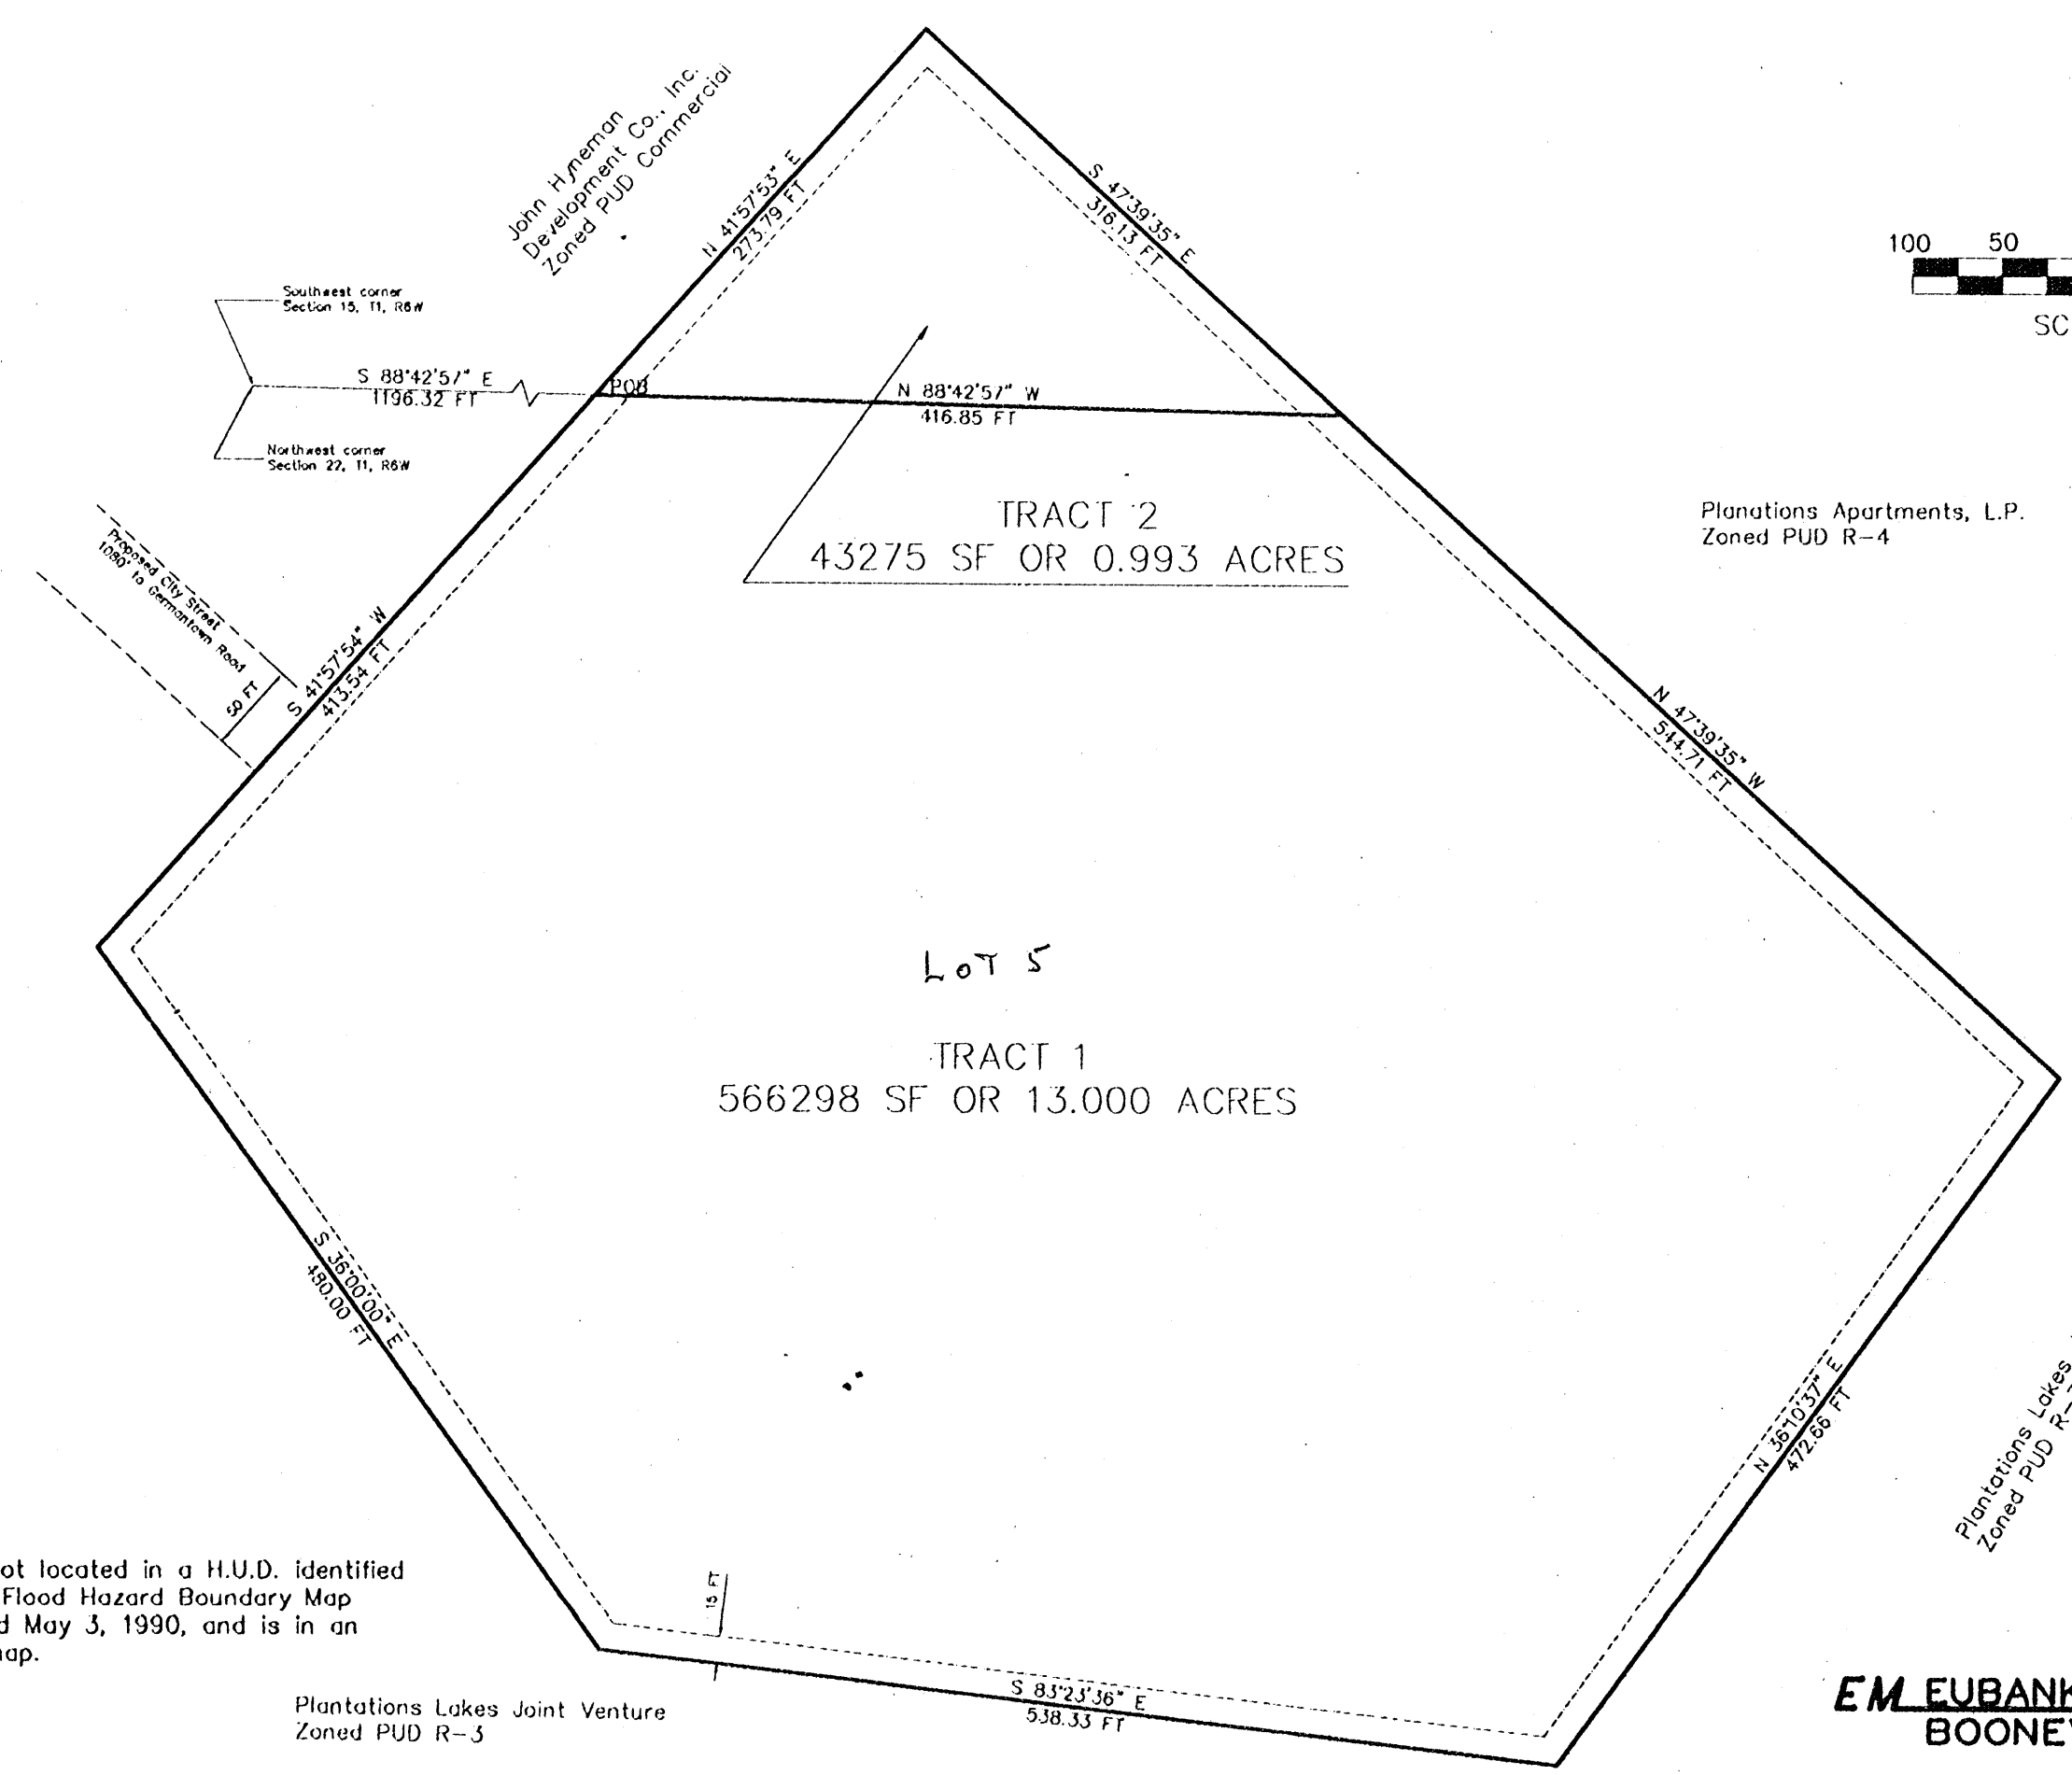 John Hyneman
Development Co., Inc.
Zoned PUD Commercial
N 41°57'53" E
273.79 FT
S 47°39'35" E
316.13 FT
100 50
SC
Southwest corner
Section 15, T1, R6W
S 88°42'57" E
1196.32 FT
POB
N 88°42'57" W
416.85 FT
Northwest corner
Section 22, T1, R6W
TRACT 2
43275 SF OR 0.993 ACRES
Planations Apartments, L.P.
Zoned PUD R-4
Proposed City Street
1080' to Germantown Road
50 FT
S 41°57'54" W
413.54 FT
N 47°39'35" W
544.71 FT
LOT 5
TRACT 1
566298 SF OR 13.000 ACRES
S 36°00'00" E
480.00 FT
N 36°10'37" E
472.66 FT
Plantations Lakes
Zoned PUD R-
ot located in a H.U.D. identified
Flood Hazard Boundary Map
d May 3, 1990, and is in an
ap.
15 FT
S 83°23'36" E
538.33 FT
Plantations Lakes Joint Venture
Zoned PUD R-3
EM EUBANK
BOONEV